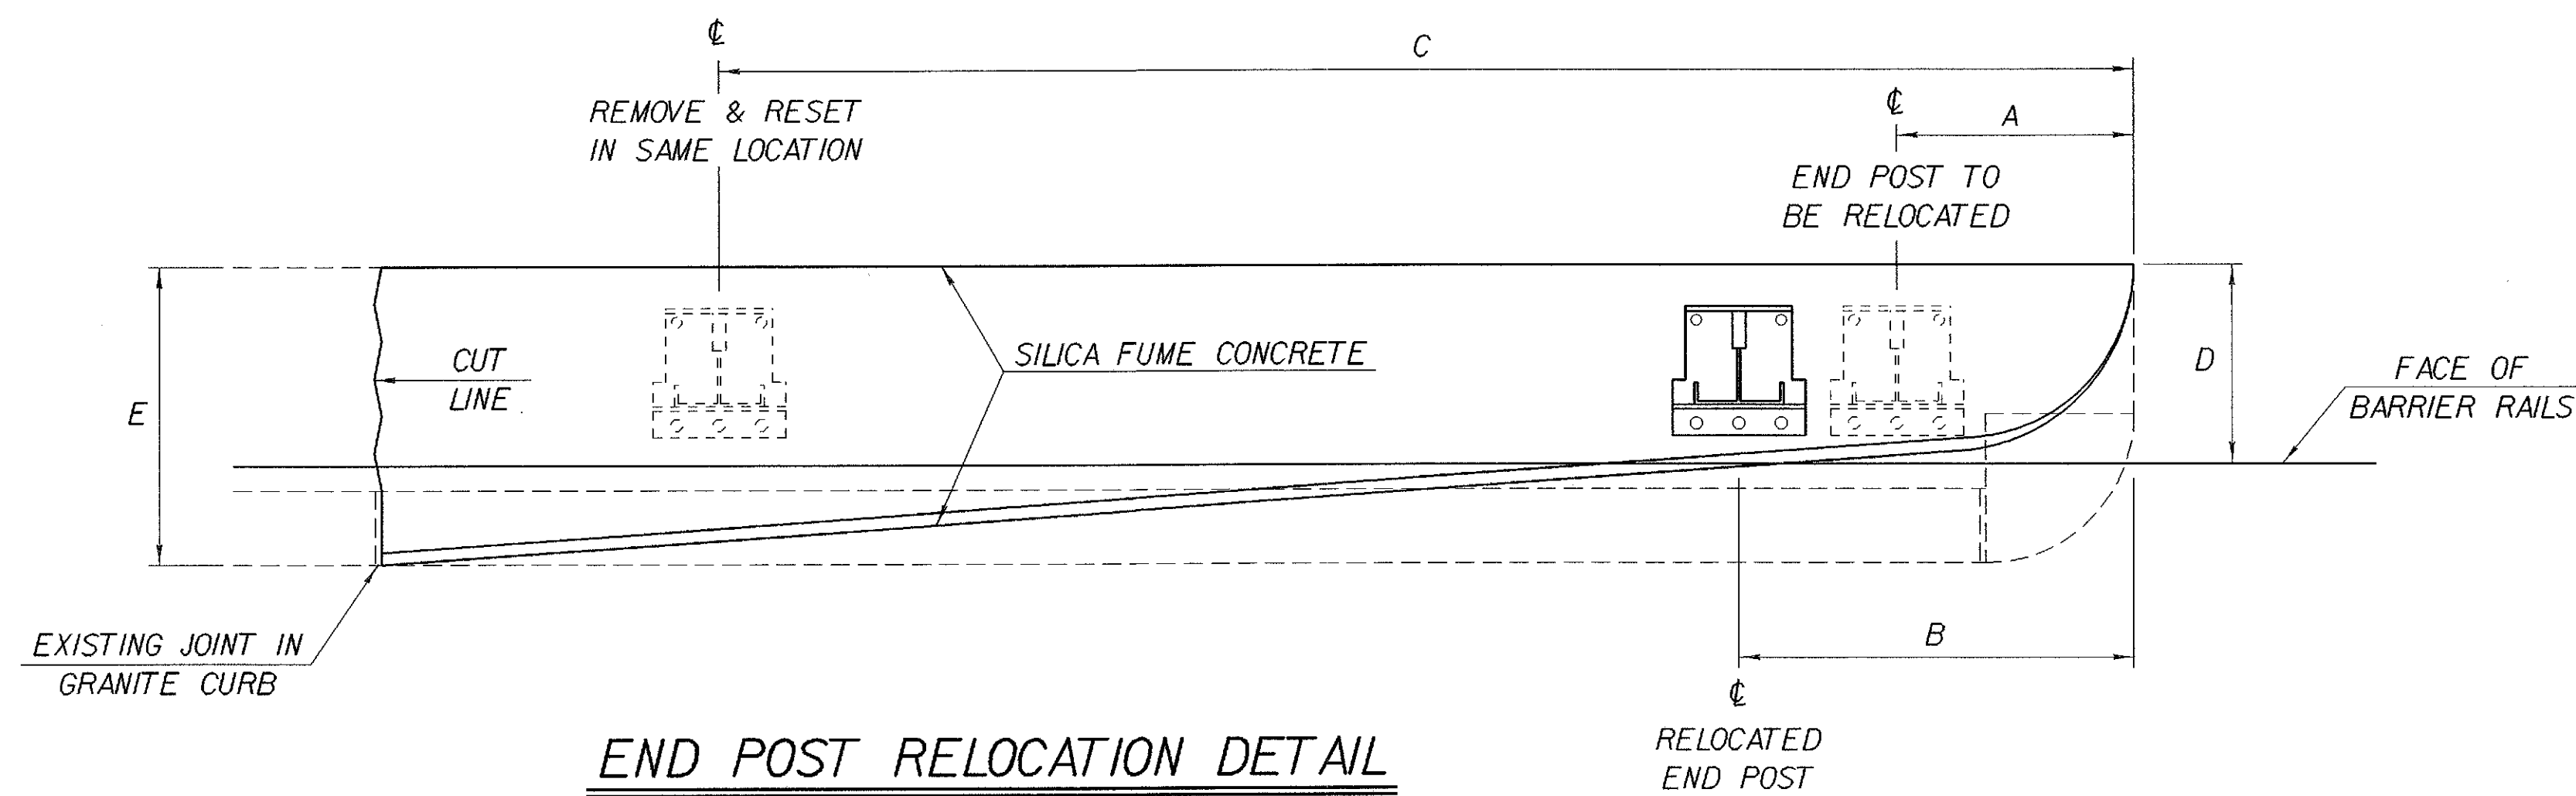 ℄
C
REMOVE & RESET
IN SAME LOCATION
℄
A
END POST TO
BE RELOCATED
CUT
LINE
SILICA FUME CONCRETE
D
FACE OF
BARRIER RAILS
E
EXISTING JOINT IN
GRANITE CURB
B
℄
RELOCATED
END POST
END POST RELOCATION DETAIL